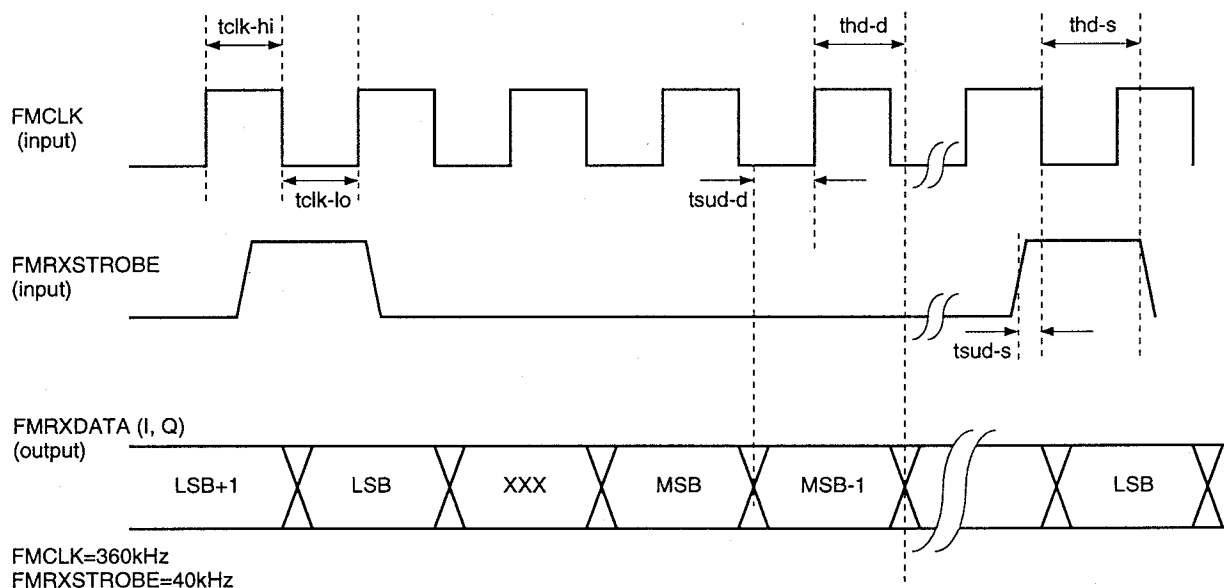 tclk-hi
thd-d
thd-s
FMCLK
(input)
tclk-lo
tsud-d
FMRXSTROBE
(input)
tsud-s
FMRXDATA (I, Q)
(output)
LSB+1
LSB
XXX
MSB
MSB-1
LSB
FMCLK=360kHz
FMRXSTROBE=40kHz